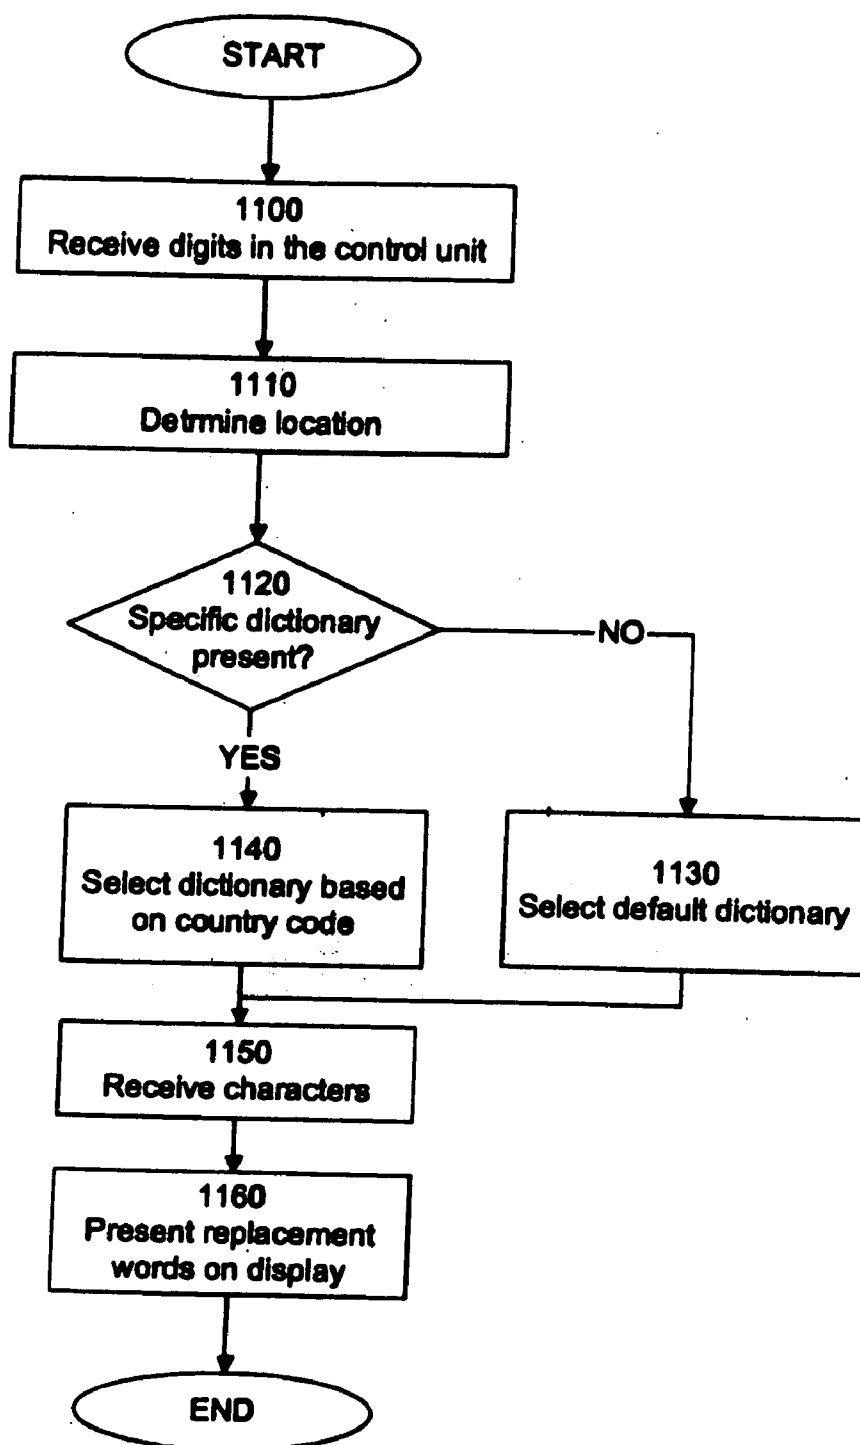 START
1100
Receive digits in the control unit
1110
Detrmine location
1120
Specific dictionary
present?
NO
YES
1140
Select dictionary based
on country code
1130
Select default dictionary
1150
Receive characters
1160
Present replacement
words on display
END